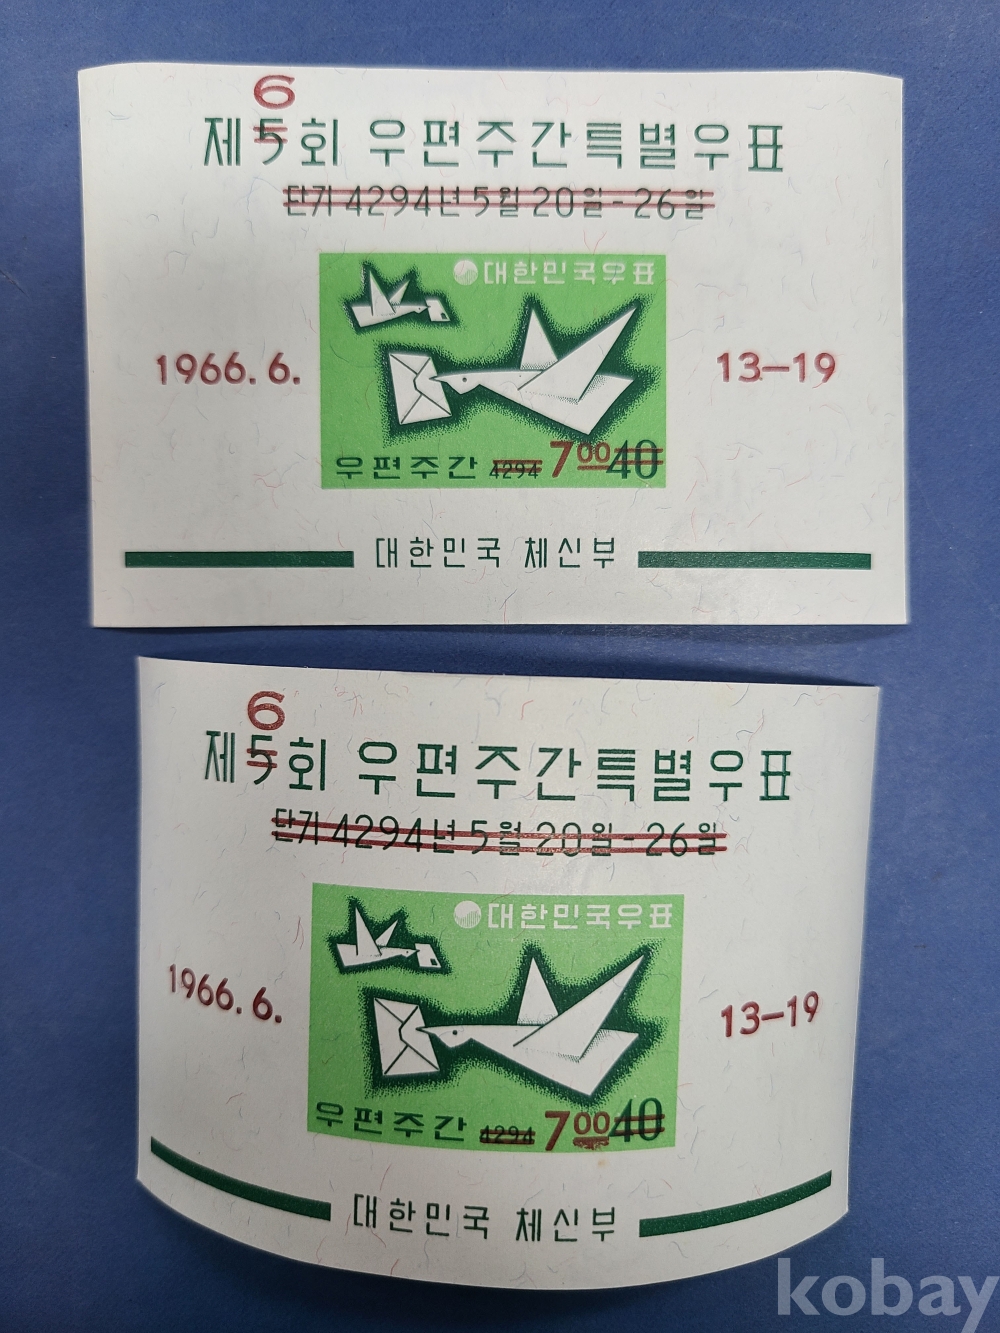 6
제5회 우편주간특별우표
단기 4294년 5월 20일-26일
대한민국우표
1966. 6. 13-19
우편주간 4294 7 00 40
대한민국 체신부
6
제5회 우편주간특별우표
단기 4294년 5월 20일-26일
대한민국우표
1966. 6. 13-19
우편주간 4294 7 00 40
대한민국 체신부
kobay